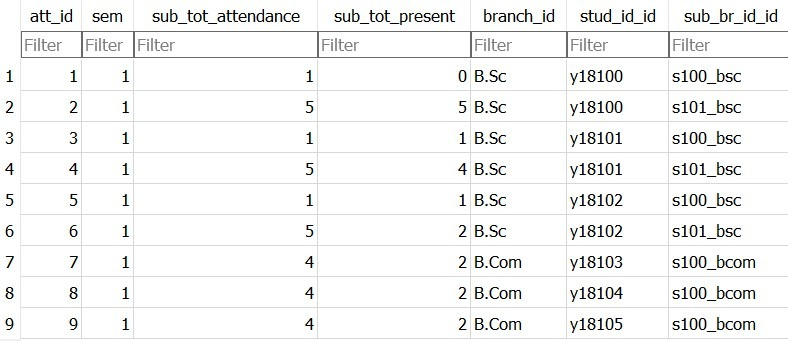 att_id sem sub_tot_attendance sub_tot_present branch_id stud_id_id sub_br_id_id
Filter Filter Filter Filter Filter Filter Filter
1 1 1 1 0 B.Sc y18100 s100_bsc
2 2 1 5 5 B.Sc y18100 s101_bsc
3 3 1 1 1 B.Sc y18101 s100_bsc
4 4 1 5 4 B.Sc y18101 s101_bsc
5 5 1 1 1 B.Sc y18102 s100_bsc
6 6 1 5 2 B.Sc y18102 s101_bsc
7 7 1 4 2 B.Com y18103 s100_bcom
8 8 1 4 2 B.Com y18104 s100_bcom
9 9 1 4 2 B.Com y18105 s100_bcom